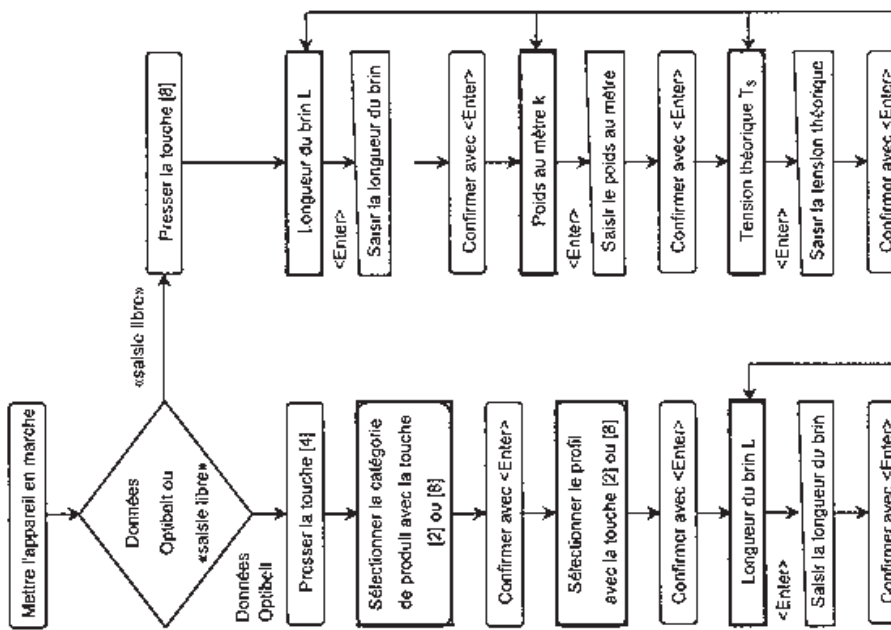 Mettre l'appareil en marche
Données
Optibelt ou
«saisie libre»
«saisie libre»
Données
Optibelt
Presser la touche [4]
Sélectionner la catégorie
de produit avec la touche
[2] ou [8]
Confirmer avec <Enter>
Sélectionner le profil
avec la touche [2] ou [8]
Confirmer avec <Enter>
Longueur du brin L
<Enter>
Saisir la longueur du brin
Confirmer avec <Enter>
Presser la touche [8]
Longueur du brin L
<Enter>
Saisir la longueur du brin
Confirmer avec <Enter>
Poids au mètre k
<Enter>
Saisir le poids au mètre
Confirmer avec <Enter>
Tension théorique Ts
<Enter>
Saisir la tension théorique
Confirmer avec <Enter>